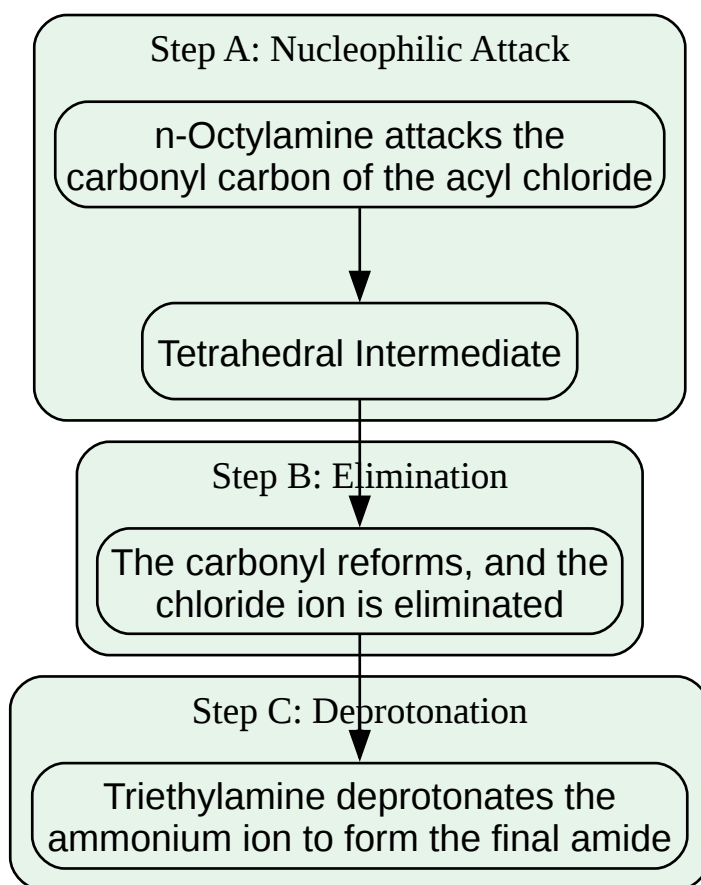 Step A: Nucleophilic Attack
n-Octylamine attacks the
carbonyl carbon of the acyl chloride
Tetrahedral Intermediate
Step B: Elimination
The carbonyl reforms, and the
chloride ion is eliminated
Step C: Deprotonation
Triethylamine deprotonates the
ammonium ion to form the final amide